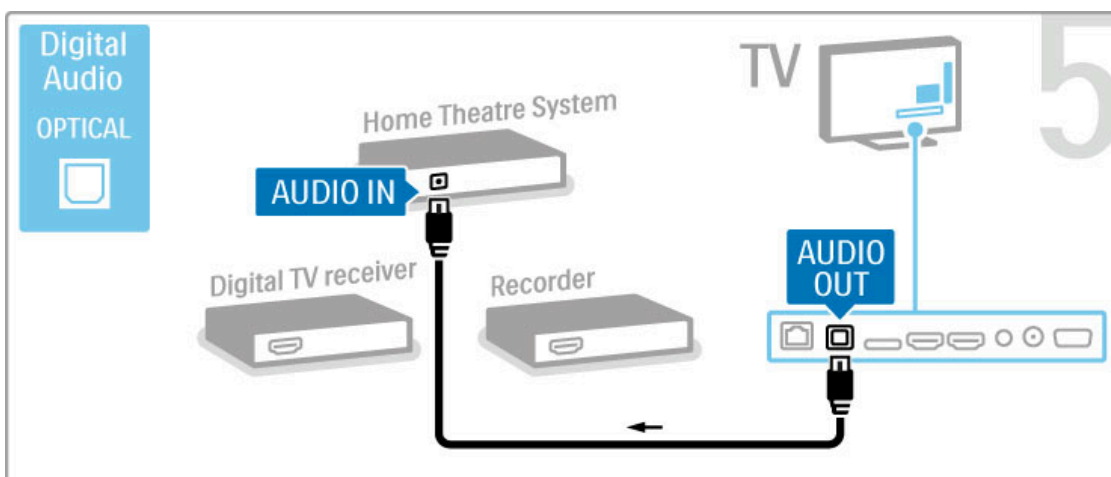 Digital
Audio
OPTICAL
TV
5
Home Theatre System
AUDIO IN
Digital TV receiver
Recorder
AUDIO
OUT